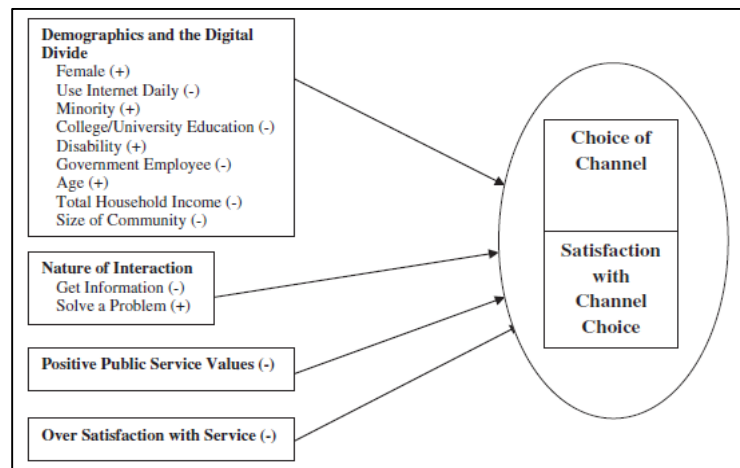 Demographics and the Digital
Divide
Female (+)
Use Internet Daily (-)
Minority (+)
College/University Education (-)
Disability (+)
Government Employee (-)
Age (+)
Total Household Income (-)
Size of Community (-)
Nature of Interaction
Get Information (-)
Solve a Problem (+)
Positive Public Service Values (-)
Over Satisfaction with Service (-)
Choice of
Channel
Satisfaction
with
Channel
Choice